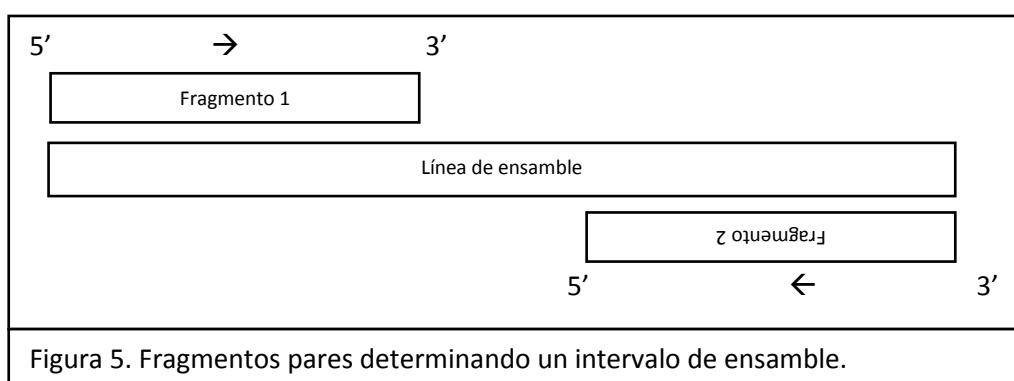 5’ → 3’
Fragmento 1
Línea de ensamble
Fragmento 2
5’ ← 3’
Figura 5. Fragmentos pares determinando un intervalo de ensamble.